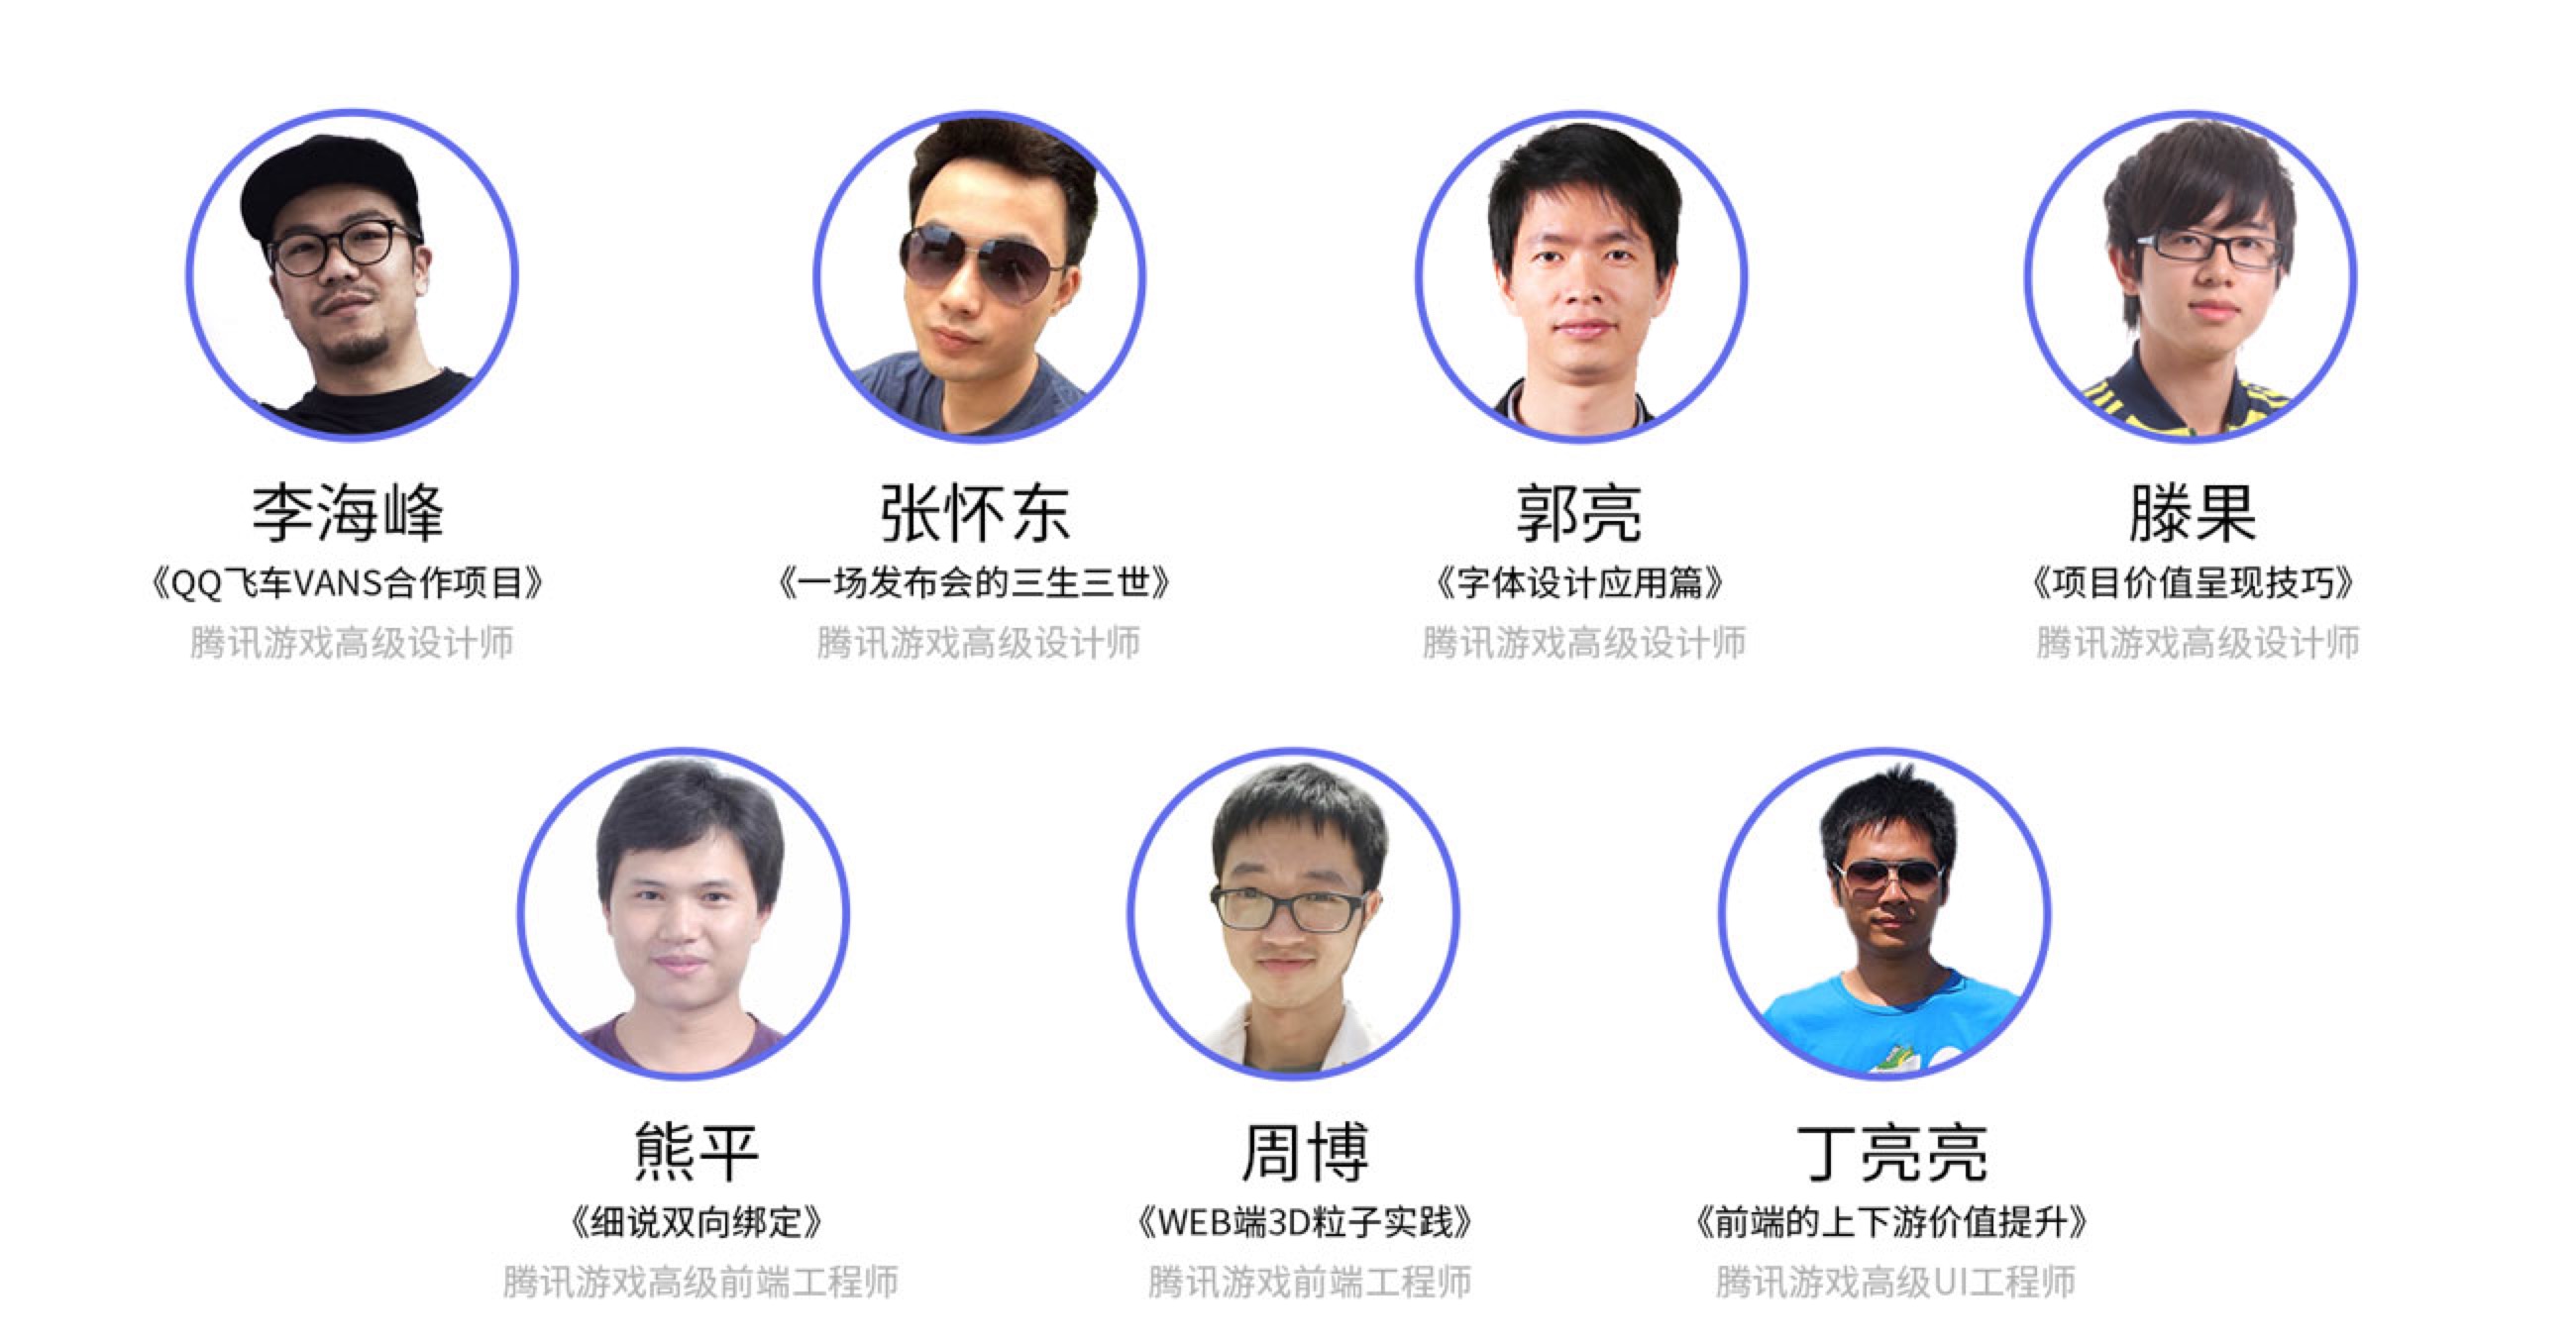 李海峰
《QQ飞车VANS合作项目》
腾讯游戏高级设计师
张怀东
《一场发布会的三生三世》
腾讯游戏高级设计师
郭亮
《字体设计应用篇》
腾讯游戏高级设计师
滕果
《项目价值呈现技巧》
腾讯游戏高级设计师
熊平
《细说双向绑定》
腾讯游戏高级前端工程师
周博
《WEB端3D粒子实践》
腾讯游戏前端工程师
丁亮亮
《前端的上下游价值提升》
腾讯游戏高级UI工程师